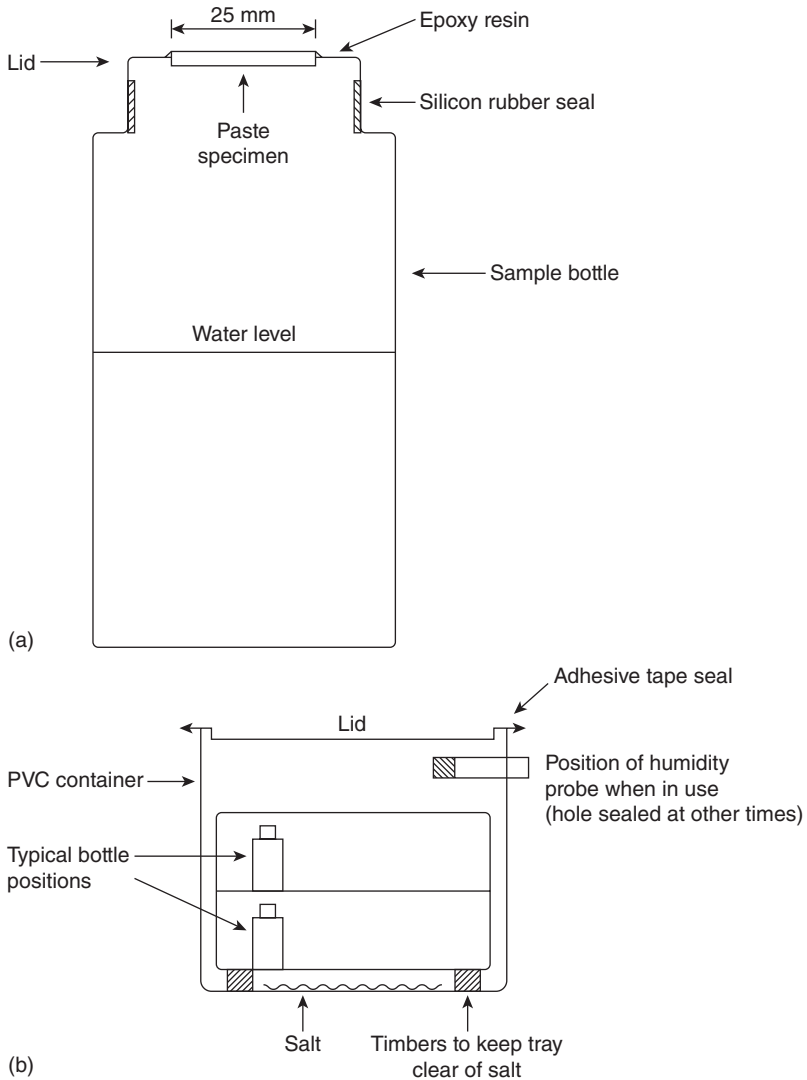 25 mm
Epoxy resin
Lid
Silicon rubber seal
Paste
specimen
Sample bottle
Water level
(a)
Adhesive tape seal
Lid
PVC container
Position of humidity
probe when in use
(hole sealed at other times)
Typical bottle
positions
Salt
Timbers to keep tray
clear of salt
(b)